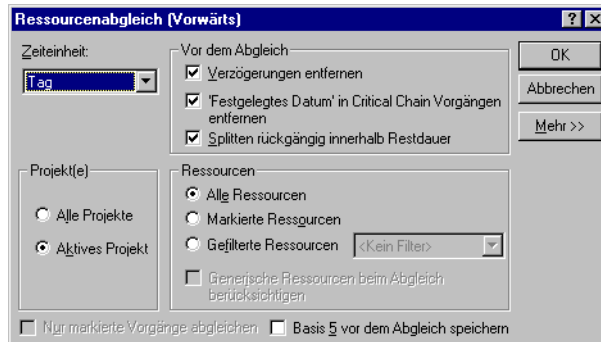 Ressourcenabgleich (Vorwärts)
Zeiteinheit:
Tag
Vor dem Abgleich
Verzögerungen entfernen
'Festgelegtes Datum' in Critical Chain Vorgängen
entfernen
Splitten rückgängig innerhalb Restdauer
OK
Abbrechen
Mehr >>
Projekt(e)
Alle Projekte
Aktives Projekt
Ressourcen
Alle Ressourcen
Markierte Ressourcen
Gefilterte Ressourcen <Kein Filter>
Generische Ressourcen beim Abgleich
berücksichtigen
Nur markierte Vorgänge abgleichen Basis 5 vor dem Abgleich speichern